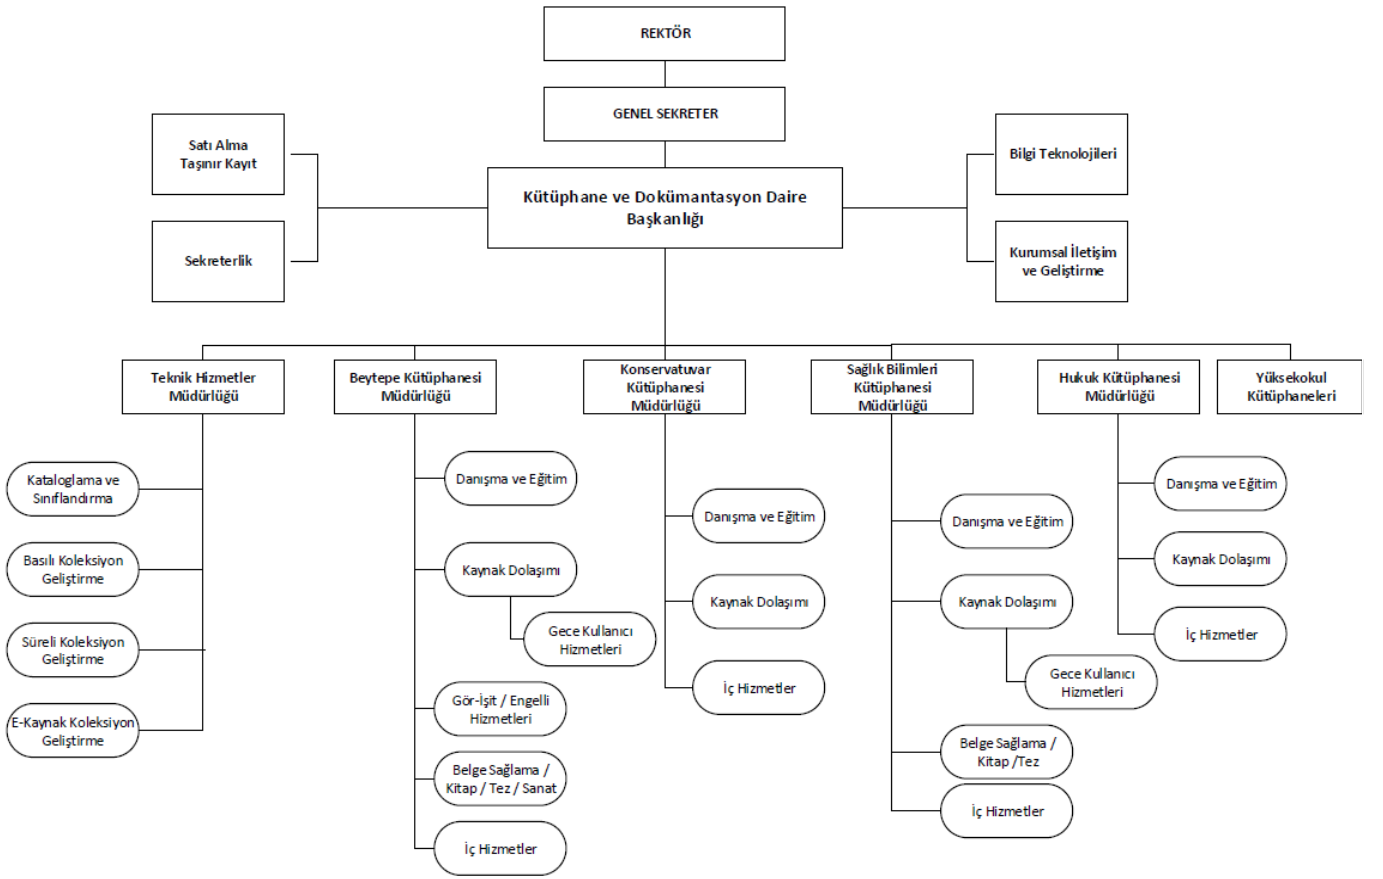 REKTÖR
GENEL SEKRETER
Satı Alma
Taşınır Kayıt
Bilgi Teknolojileri
Kütüphane ve Dokümantasyon Daire
Başkanlığı
Sekreterlik
Kurumsal İletişim
ve Geliştirme
Teknik Hizmetler
Müdürlüğü
Beytepe Kütüphanesi
Müdürlüğü
Konservatuvar
Kütüphanesi
Müdürlüğü
Sağlık Bilimleri
Kütüphanesi
Müdürlüğü
Hukuk Kütüphanesi
Müdürlüğü
Yüksekokul
Kütüphaneleri
Kataloglama ve
Sınıflandırma
Basılı Koleksiyon
Geliştirme
Süreli Koleksiyon
Geliştirme
E-Kaynak Koleksiyon
Geliştirme
Danışma ve Eğitim
Kaynak Dolaşımı
Gece Kullanıcı
Hizmetleri
Gör-İşit / Engelli
Hizmetleri
Belge Sağlama /
Kitap / Tez / Sanat
İç Hizmetler
Danışma ve Eğitim
Kaynak Dolaşımı
İç Hizmetler
Danışma ve Eğitim
Kaynak Dolaşımı
Gece Kullanıcı
Hizmetleri
Belge Sağlama /
Kitap /Tez
İç Hizmetler
Danışma ve Eğitim
Kaynak Dolaşımı
İç Hizmetler